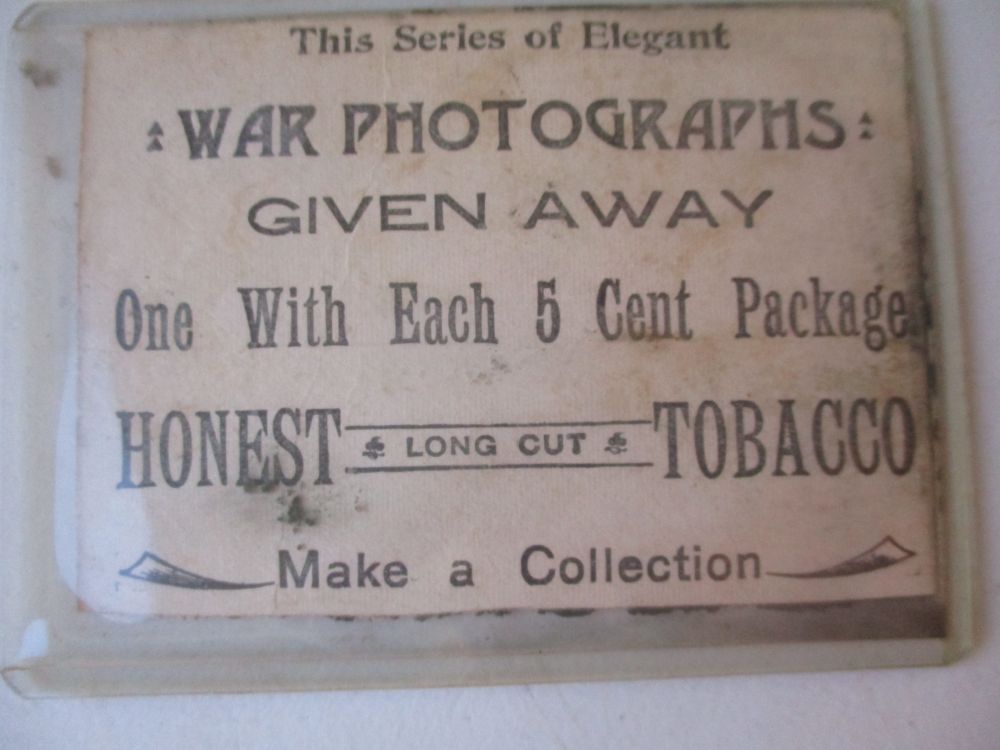 This Series of Elegant
WAR PHOTOGRAPHS
GIVEN AWAY
One With Each 5 Cent Package
HONEST LONG CUT TOBACCO
Make a Collection